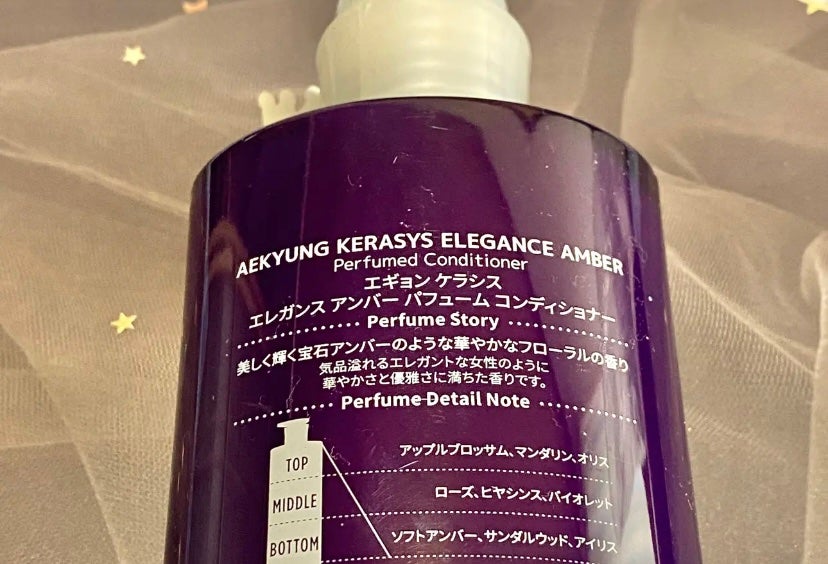 AEKYUNG KERASYS ELEGANCE AMBER
Perfumed Conditioner
エギョン ケラシス
エレガンス アンバー パフューム コンディショナー
Perfume Story
美しく輝く宝石アンバーのような華やかなフローラルの香り
気品溢れるエレガントな女性のように
華やかさと優雅さに満ちた香りです。
Perfume Detail Note
TOP アップルブロッサム、マンダリン、オリス
MIDDLE ローズ、ヒヤシンス、バイオレット
BOTTOM ソフトアンバー、サンダルウッド、アイリス